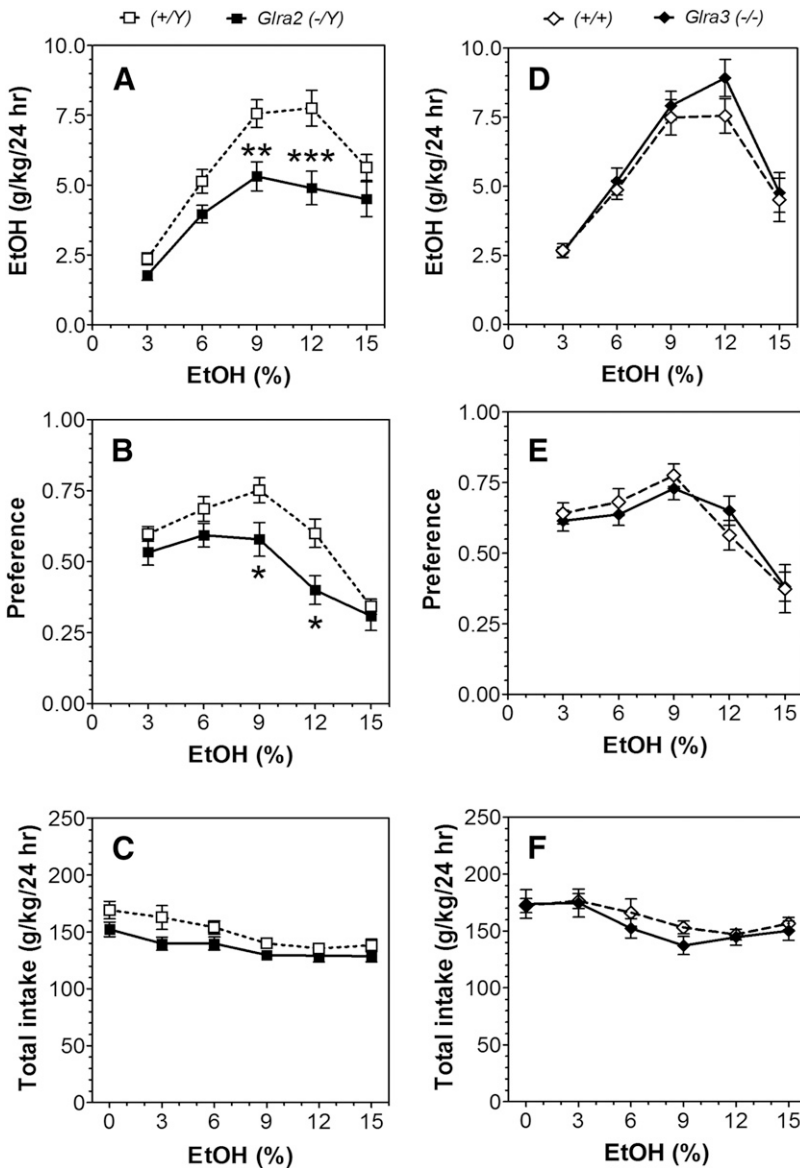 (+/Y) Glra2 (-/Y)
A
EtOH (g/kg/24 hr)
10.0
7.5
5.0
2.5
0.0
** ***
0 3 6 9 12 15
EtOH (%)
B
Preference
1.00
0.75
0.50
0.25
0.00
*
*
0 3 6 9 12 15
EtOH (%)
C
Total intake (g/kg/24 hr)
250
200
150
100
50
0
0 3 6 9 12 15
EtOH (%)
(+/+) Glra3 (-/-)
D
EtOH (g/kg/24 hr)
10.0
7.5
5.0
2.5
0.0
0 3 6 9 12 15
EtOH (%)
E
Preference
1.00
0.75
0.50
0.25
0.00
0 3 6 9 12 15
EtOH (%)
F
Total intake (g/kg/24 hr)
250
200
150
100
50
0
0 3 6 9 12 15
EtOH (%)